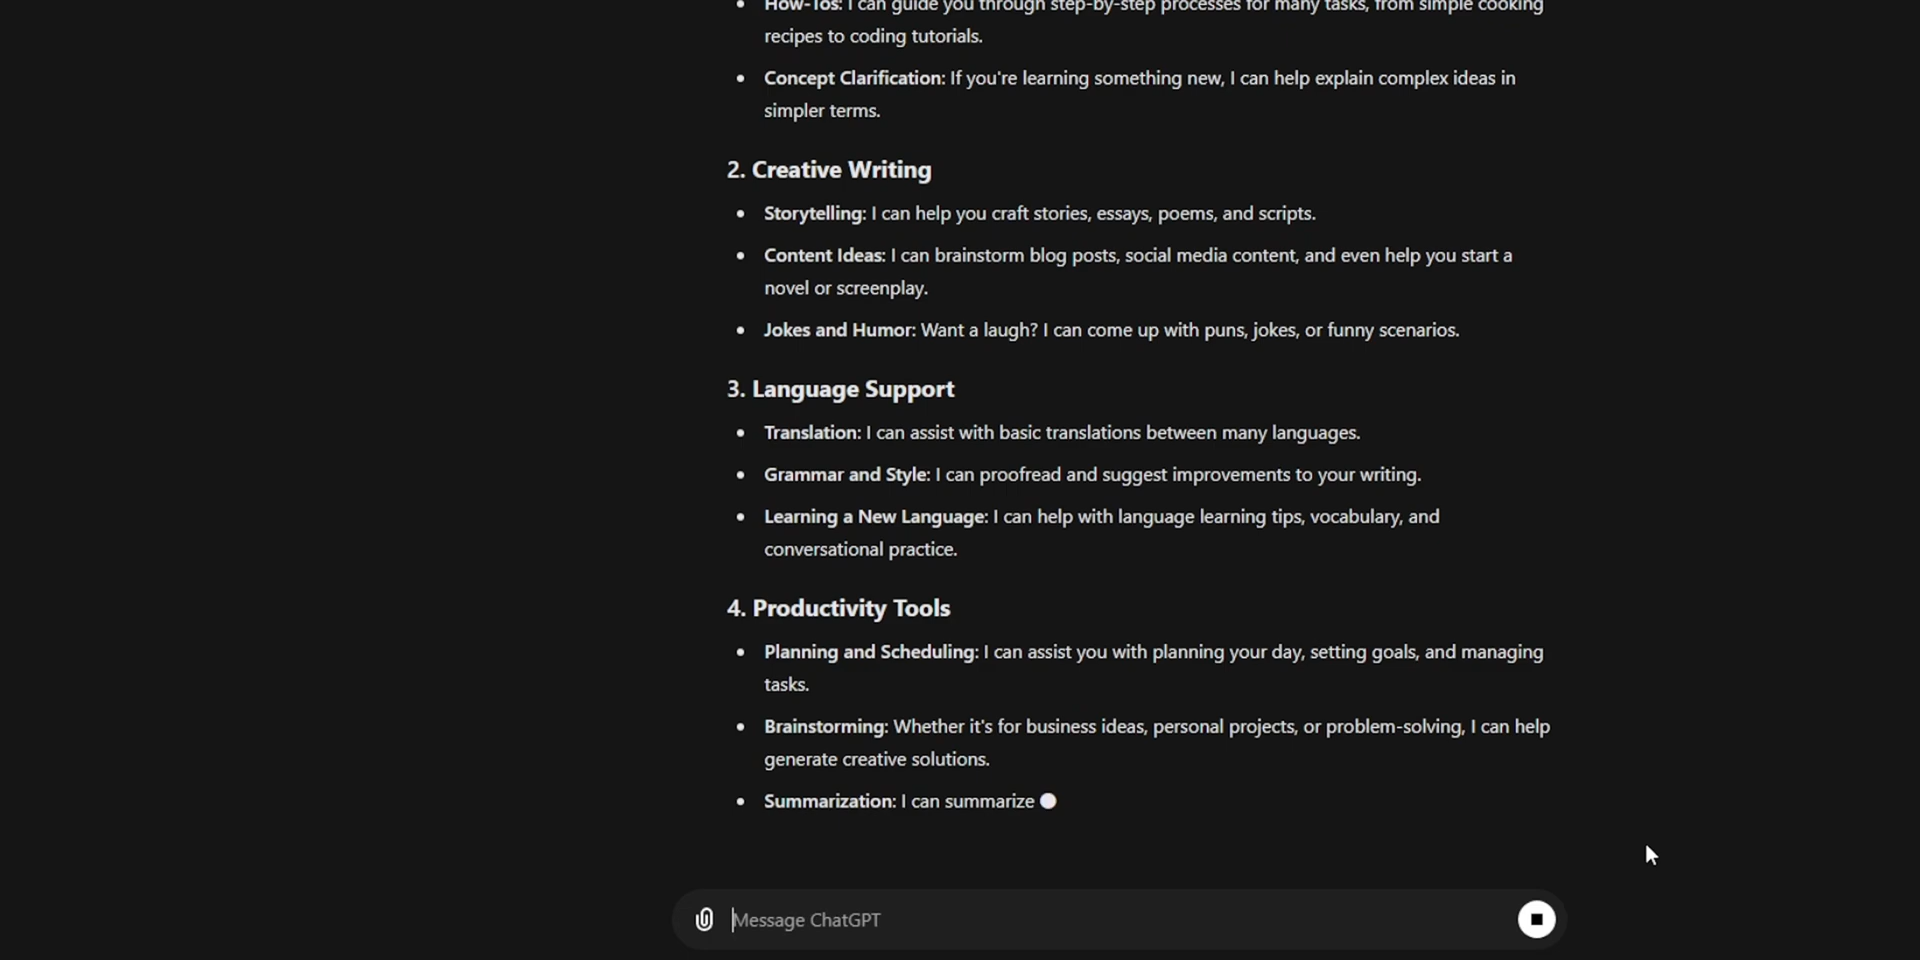 How-Tos: I can guide you through step-by-step processes for many tasks, from simple cooking
recipes to coding tutorials.
Concept Clarification: If you're learning something new, I can help explain complex ideas in
simpler terms.
2. Creative Writing
Storytelling: I can help you craft stories, essays, poems, and scripts.
Content Ideas: I can brainstorm blog posts, social media content, and even help you start a
novel or screenplay.
Jokes and Humor: Want a laugh? I can come up with puns, jokes, or funny scenarios.
3. Language Support
Translation: I can assist with basic translations between many languages.
Grammar and Style: I can proofread and suggest improvements to your writing.
Learning a New Language: I can help with language learning tips, vocabulary, and
conversational practice.
4. Productivity Tools
Planning and Scheduling: I can assist you with planning your day, setting goals, and managing
tasks.
Brainstorming: Whether it's for business ideas, personal projects, or problem-solving, I can help
generate creative solutions.
Summarization: I can summarize
Message ChatGPT